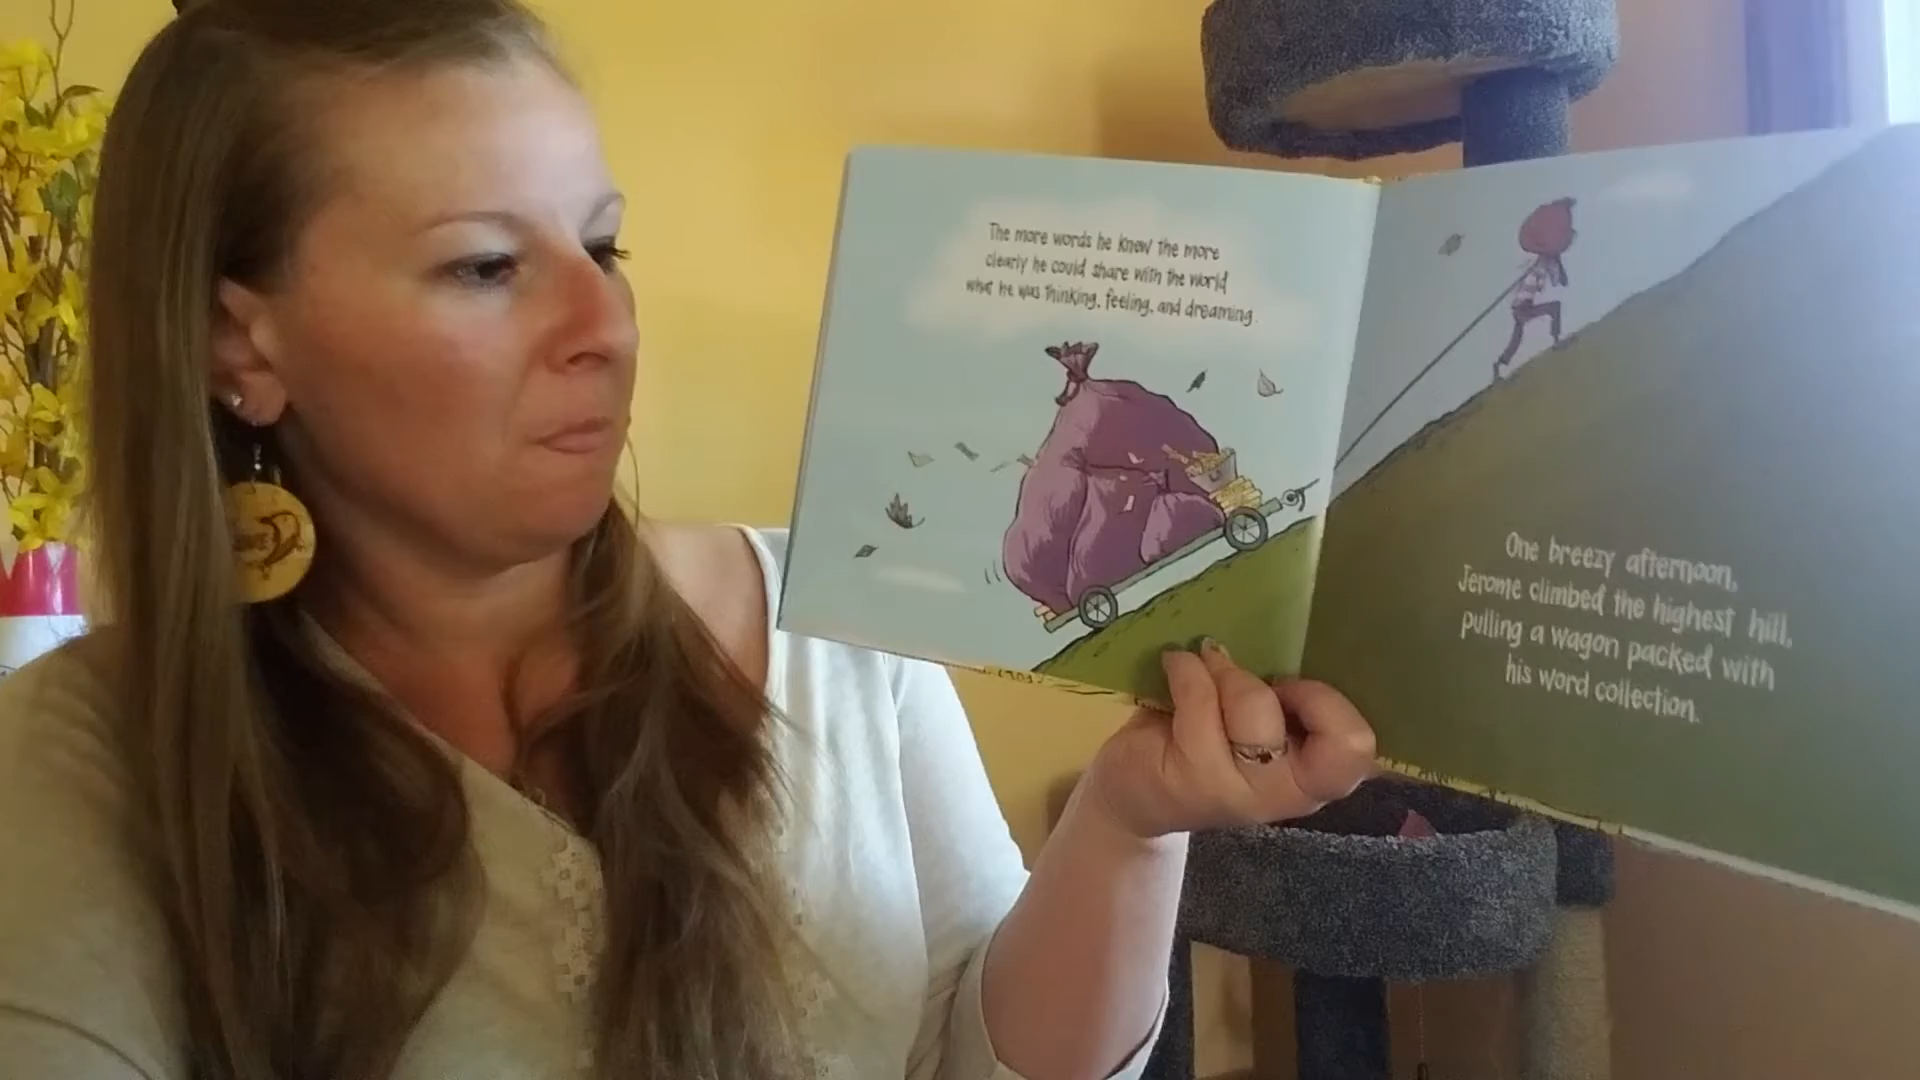 The more words he knew the more
clearly he could share with the world
what he was thinking, feeling, and dreaming.
One breezy afternoon,
Jerome climbed the highest hill,
pulling a wagon packed with
his word collection.